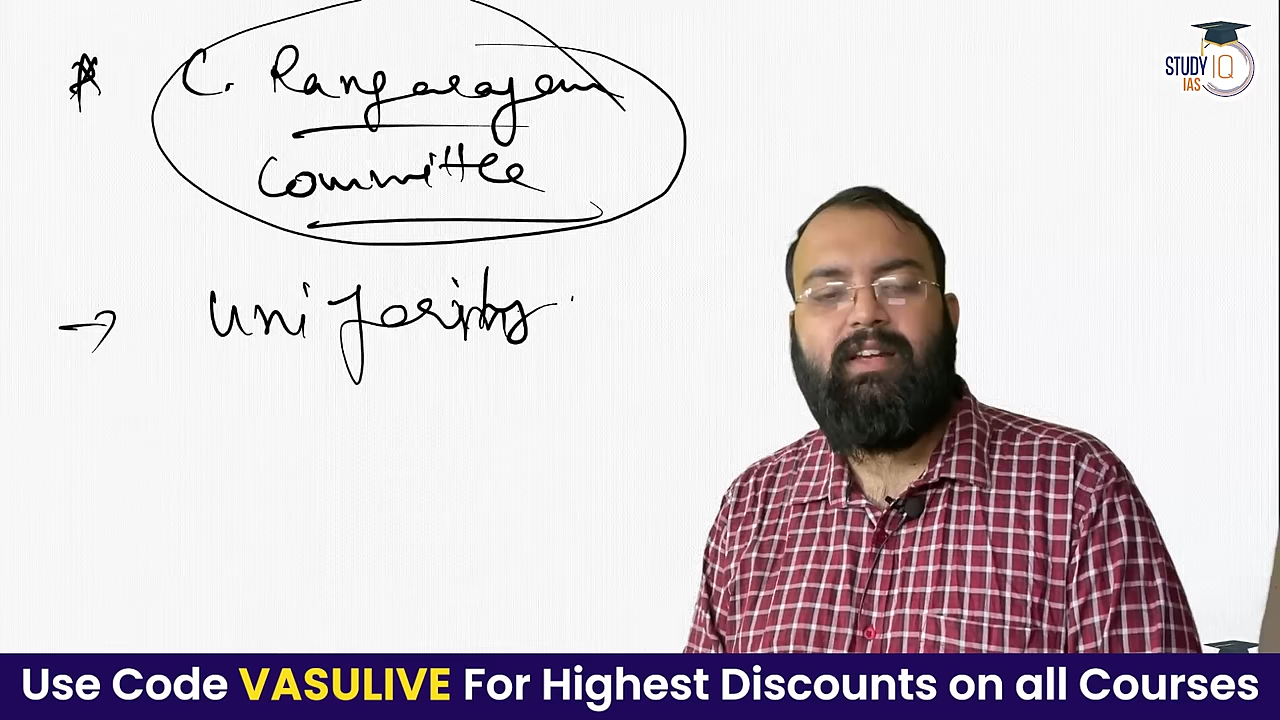 C. Rangarajan
Committee
→ uniformity
STUDY IQ
IAS
Use Code VASULIVE For Highest Discounts on all Courses